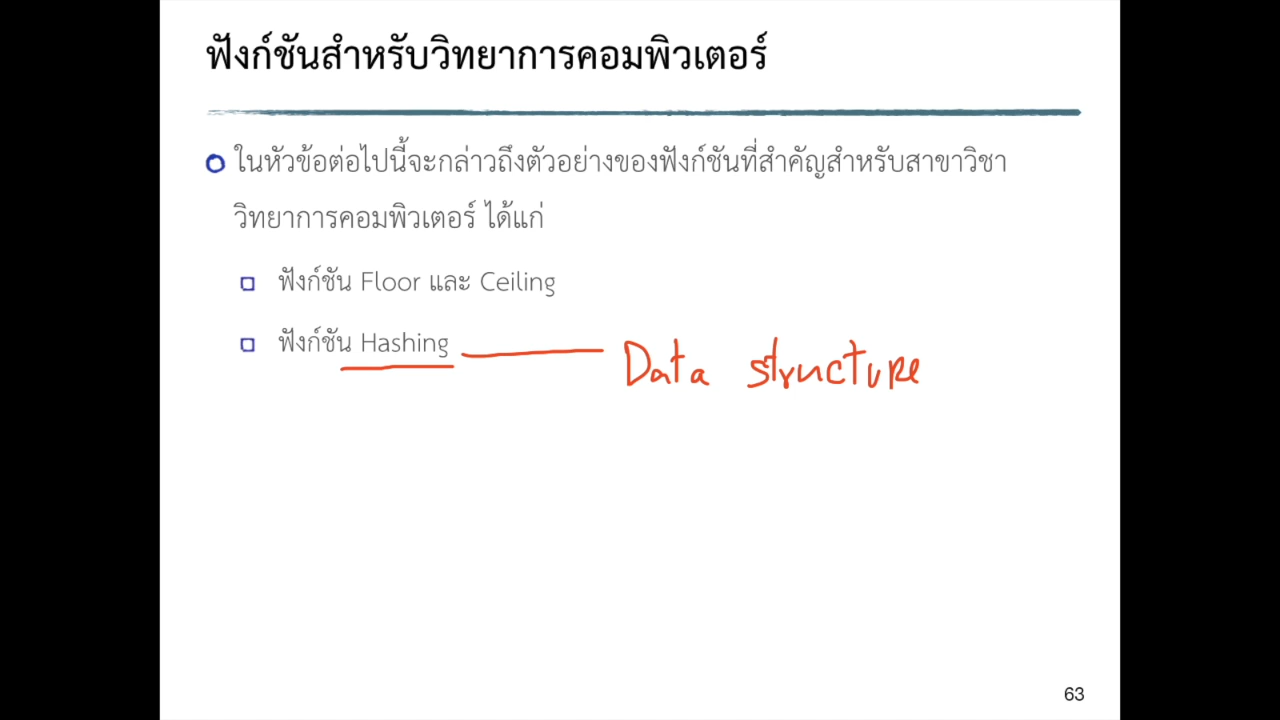 ฟังก์ชันสำหรับวิทยาการคอมพิวเตอร์
ในหัวข้อต่อไปนี้จะกล่าวถึงตัวอย่างของฟังก์ชันที่สำคัญสำหรับสาขาวิชา
วิทยาการคอมพิวเตอร์ ได้แก่
ฟังก์ชัน Floor และ Ceiling
ฟังก์ชัน Hashing
Data structure
63